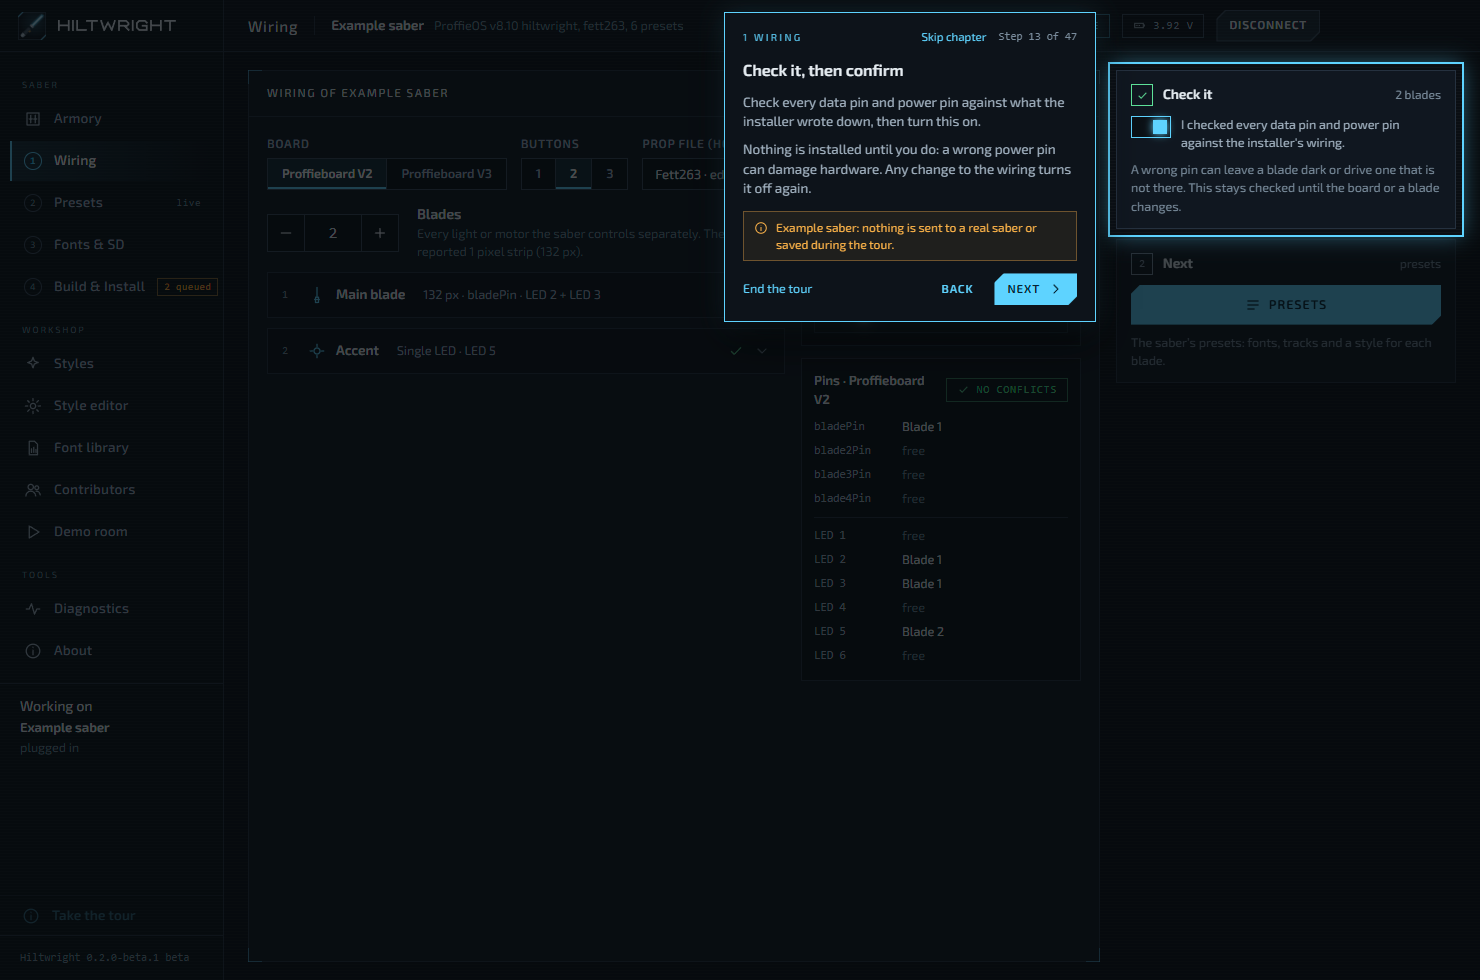 HILTWRIGHT
Wiring
Example saber
ProffieOS v8.10 hiltwright, fett263, 6 presets
3.92 V
DISCONNECT
SABER
Armory
1 Wiring
2 Presets live
3 Fonts & SD
4 Build & Install 2 queued
WORKSHOP
Styles
Style editor
Font library
Contributors
Demo room
TOOLS
Diagnostics
About
Working on
Example saber
plugged in
Take the tour
Hiltwright 0.2.0-beta.1 beta
WIRING OF EXAMPLE SABER
BOARD
Proffieboard V2 Proffieboard V3
BUTTONS
1 2 3
PROP FILE (H
Fett263 · ed
− 2 +
Blades
Every light or motor the saber controls separately. The
reported 1 pixel strip (132 px).
1 Main blade 132 px · bladePin · LED 2 + LED 3
2 Accent Single LED · LED 5
Pins · Proffieboard
V2
NO CONFLICTS
bladePin Blade 1
blade2Pin free
blade3Pin free
blade4Pin free
LED 1 free
LED 2 Blade 1
LED 3 Blade 1
LED 4 free
LED 5 Blade 2
LED 6 free
1 WIRING
Skip chapter
Step 13 of 47
Check it, then confirm
Check every data pin and power pin against what the
installer wrote down, then turn this on.
Nothing is installed until you do: a wrong power pin
can damage hardware. Any change to the wiring turns
it off again.
Example saber: nothing is sent to a real saber or
saved during the tour.
End the tour
BACK
NEXT
Check it
2 blades
I checked every data pin and power pin
against the installer's wiring.
A wrong pin can leave a blade dark or drive one that is
not there. This stays checked until the board or a blade
changes.
2 Next presets
PRESETS
The saber's presets: fonts, tracks and a style for each
blade.